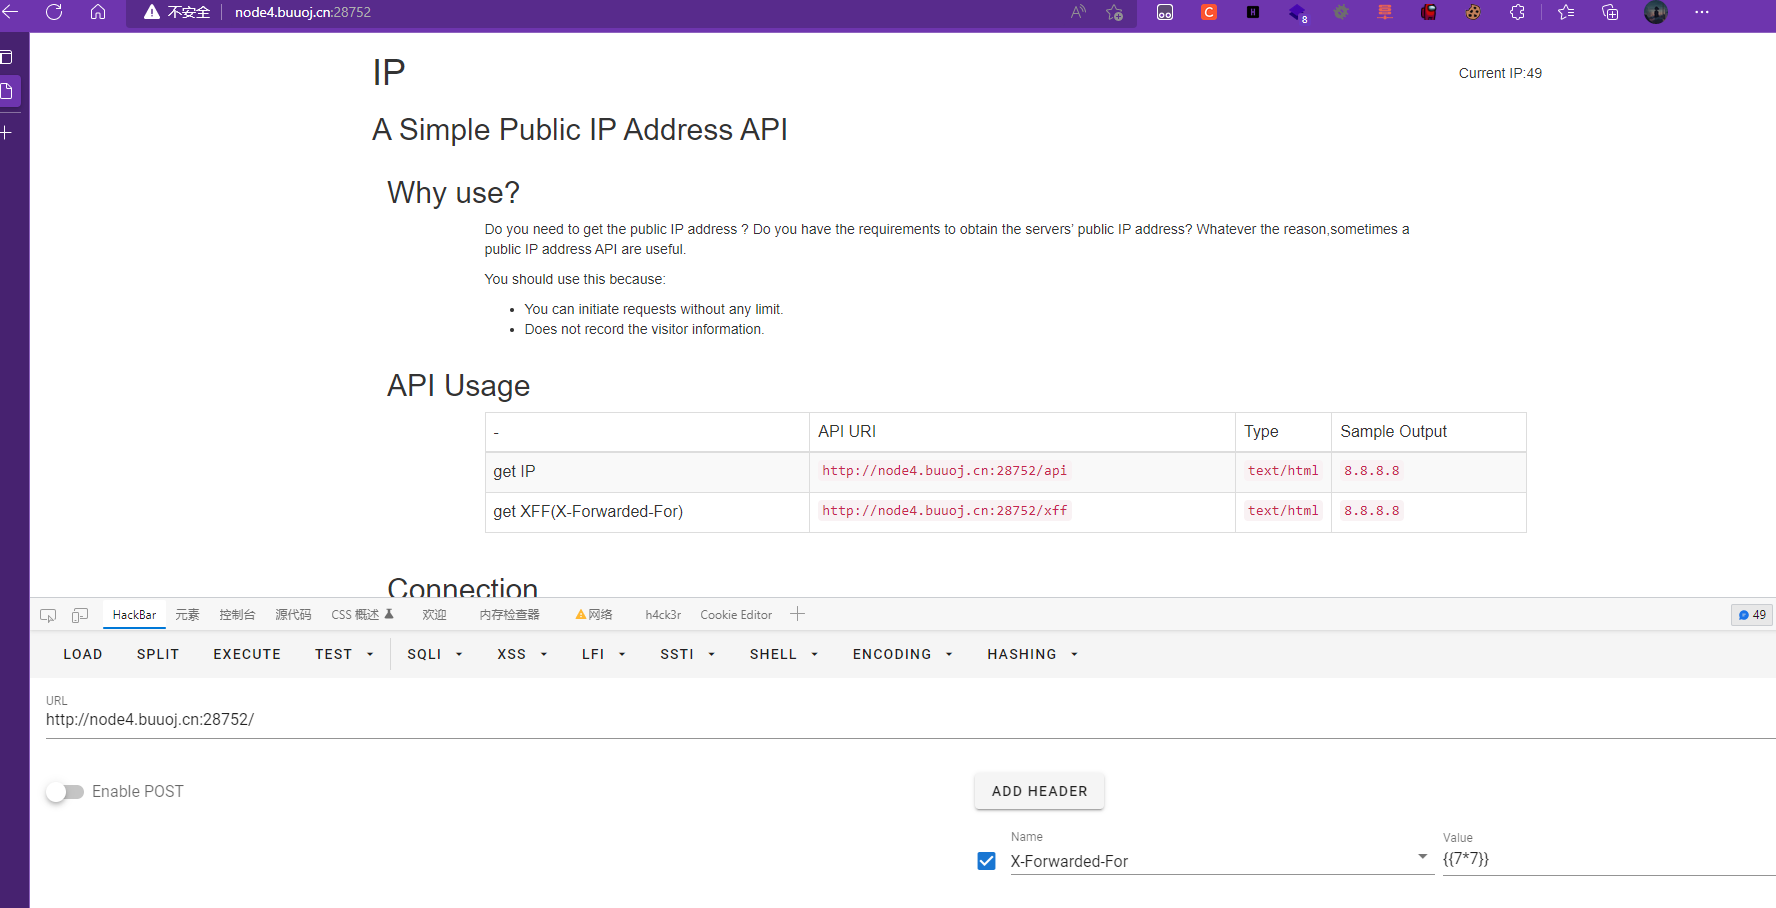 不安全 node4.buuoj.cn:28752
8
IP
Current IP:49
A Simple Public IP Address API
Why use?
Do you need to get the public IP address ? Do you have the requirements to obtain the servers’ public IP address? Whatever the reason,sometimes a
public IP address API are useful.
You should use this because:
• You can initiate requests without any limit.
• Does not record the visitor information.
API Usage
- API URI Type Sample Output
get IP http://node4.buuoj.cn:28752/api text/html 8.8.8.8
get XFF(X-Forwarded-For) http://node4.buuoj.cn:28752/xff text/html 8.8.8.8
Connection
HackBar 元素 控制台 源代码 CSS 概述 欢迎 内存检查器 网络 h4ck3r Cookie Editor 49
LOAD SPLIT EXECUTE TEST SQLI XSS LFI SSTI SHELL ENCODING HASHING
URL
http://node4.buuoj.cn:28752/
Enable POST
ADD HEADER
Name Value
X-Forwarded-For {{7*7}}